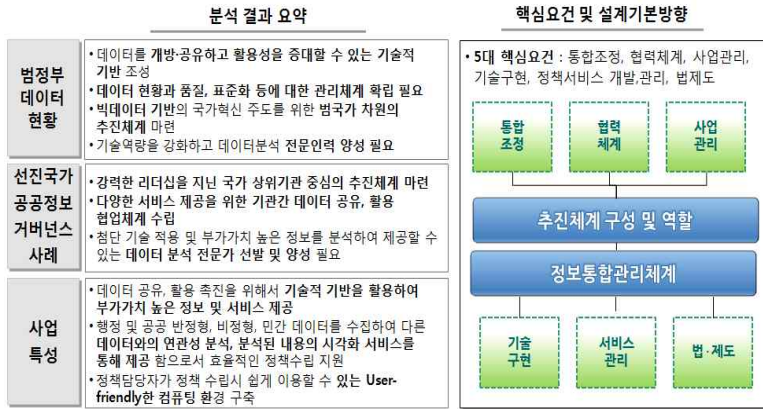 분석 결과 요약
범정부
데이터
현황
• 데이터를 개방·공유하고 활용성을 증대할 수 있는 기술적
기반 조성
• 데이터 현황과 품질, 표준화 등에 대한 관리체계 확립 필요
• 빅데이터 기반의 국가혁신 주도를 위한 범국가 차원의
추진체계 마련
• 기술역량을 강화하고 데이터분석 전문인력 양성 필요
선진국가
공공정보
거버넌스
사례
• 강력한 리더십을 지닌 국가 상위기관 중심의 추진체계 마련
• 다양한 서비스 제공을 위한 기관간 데이터 공유, 활용
협업체계 수립
• 첨단 기술 적용 및 부가가치 높은 정보를 분석하여 제공할 수
있는 데이터 분석 전문가 선발 및 양성 필요
사업
특성
• 데이터 공유, 활용 촉진을 위해서 기술적 기반을 활용하여
부가가치 높은 정보 및 서비스 제공
• 행정 및 공공 반정형, 비정형, 민간 데이터를 수집하여 다른
데이터와의 연관성 분석, 분석된 내용의 시각화 서비스를
통해 제공 함으로서 효율적인 정책수립 지원
• 정책담당자가 정책 수립시 쉽게 이용할 수 있는 User-
friendly한 컴퓨팅 환경 구축
핵심요건 및 설계기본방향
• 5대 핵심요건 : 통합조정, 협력체계, 사업관리,
기술구현, 정책서비스 개발,관리, 법제도
통합
조정
협력
체계
사업
관리
추진체계 구성 및 역할
정보통합관리체계
기술
구현
서비스
관리
법·제도